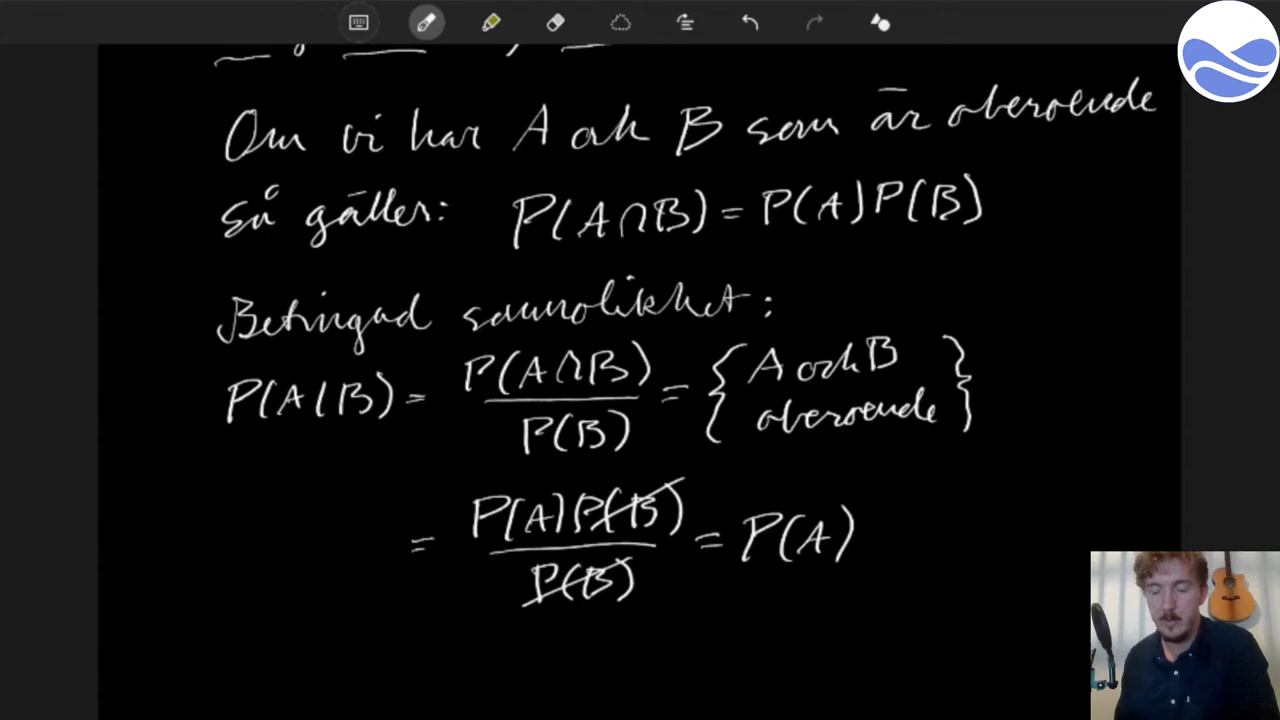 Om vi har A och B som är oberoende
så gäller: P(A∩B) = P(A)P(B)
Betingad sannolikhet:
P(A|B) = P(A∩B) / P(B) = { A och B oberoende }
= P(A)P(B) / P(B) = P(A)